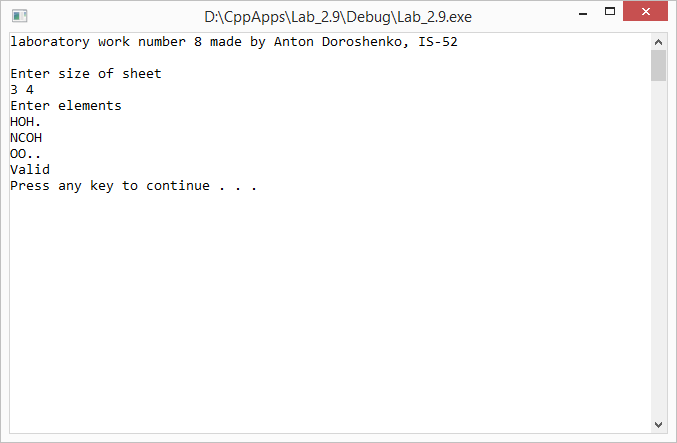 D:\CppApps\Lab_2.9\Debug\Lab_2.9.exe
laboratory work number 8 made by Anton Doroshenko, IS-52
Enter size of sheet
3 4
Enter elements
HOH.
NCOH
OO..
Valid
Press any key to continue . . .